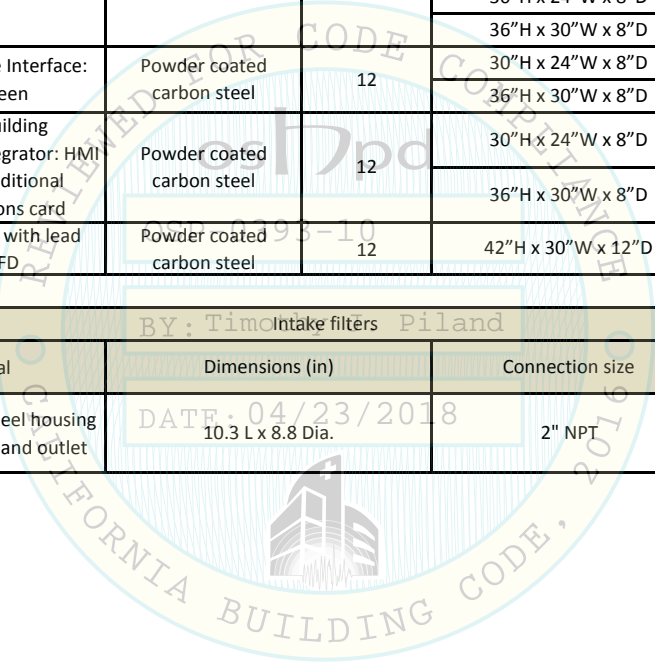 36”H x 30”W x 8”D
e Interface:
een
Powder coated
carbon steel
12
30”H x 24”W x 8”D
36”H x 30”W x 8”D
ilding
egrator: HMI
ditional
ons card
Powder coated
carbon steel
12
30”H x 24”W x 8”D
36”H x 30”W x 8”D
with lead
FD
Powder coated
carbon steel
12
42”H x 30”W x 12”D
Intake filters
al
Dimensions (in)
Connection size
eel housing
and outlet
10.3 L x 8.8 Dia.
2" NPT
REVIEWED FOR CODE COMPLIANCE
oshpd
OSP-0393-10
BY: Timothy J Piland
DATE: 04/23/2018
CALIFORNIA BUILDING CODE, 2016